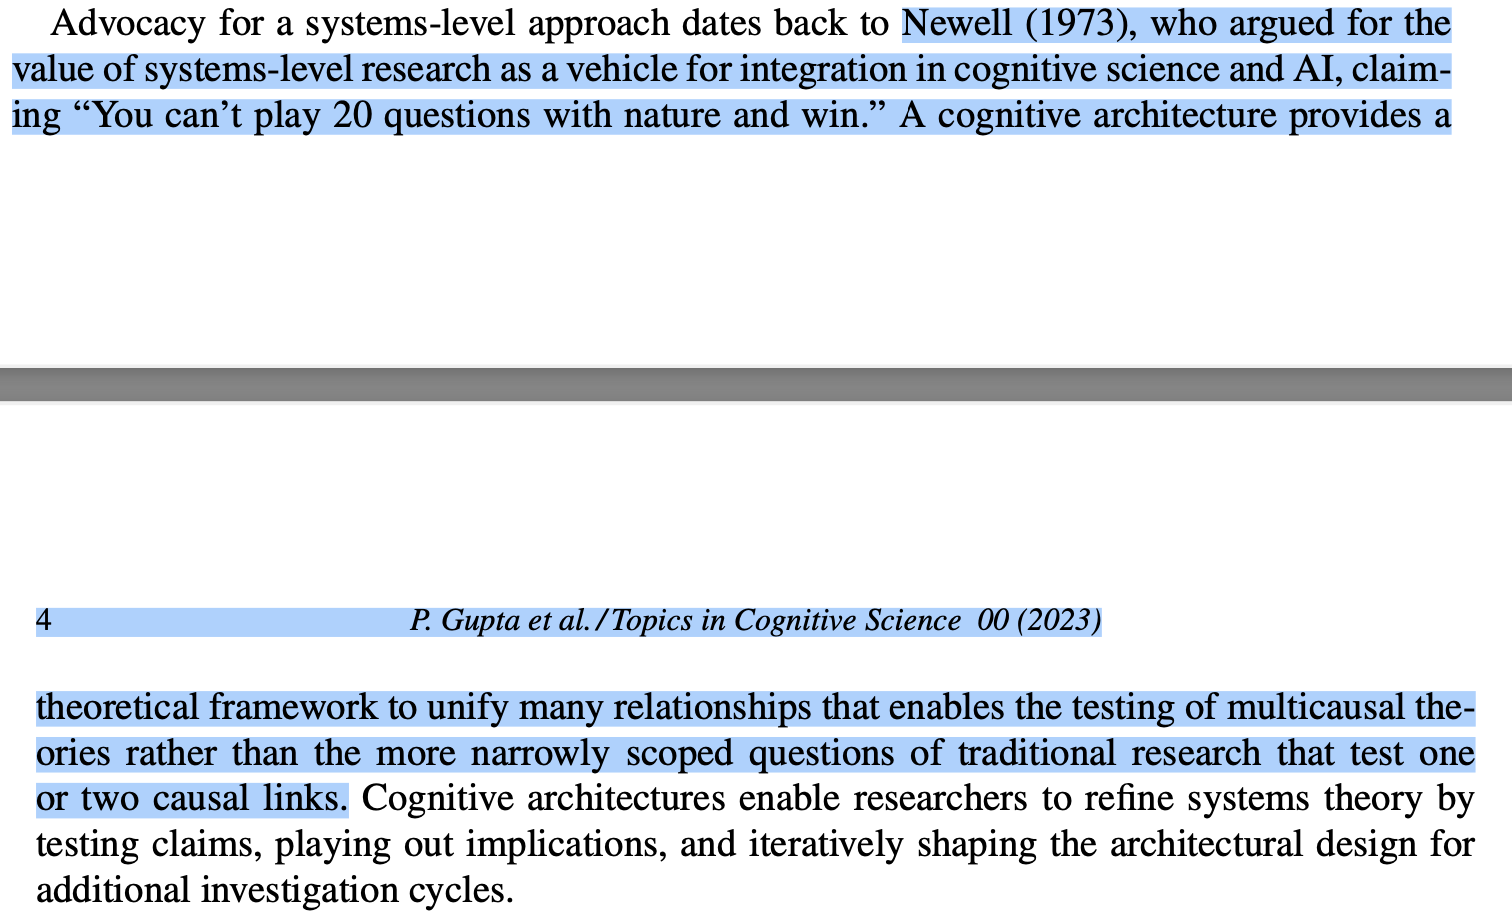 Advocacy for a systems-level approach dates back to Newell (1973), who argued for the
value of systems-level research as a vehicle for integration in cognitive science and AI, claim-
ing “You can’t play 20 questions with nature and win.” A cognitive architecture provides a
4 P. Gupta et al. / Topics in Cognitive Science 00 (2023)
theoretical framework to unify many relationships that enables the testing of multicausal the-
ories rather than the more narrowly scoped questions of traditional research that test one
or two causal links. Cognitive architectures enable researchers to refine systems theory by
testing claims, playing out implications, and iteratively shaping the architectural design for
additional investigation cycles.